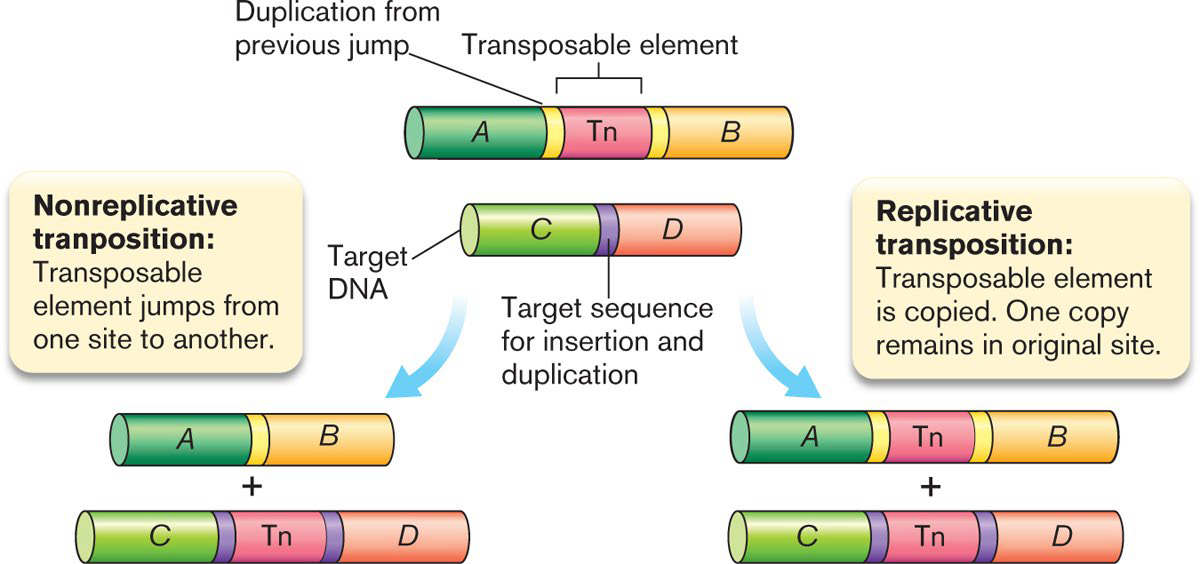 Duplication from
previous jump
Transposable element
A
Tn
B
C
D
Target
DNA
Target sequence
for insertion and
duplication
Nonreplicative
tranposition:
Transposable
element jumps from
one site to another.
Replicative
transposition:
Transposable element
is copied. One copy
remains in original site.
A
B
+
C
Tn
D
A
Tn
B
+
C
Tn
D